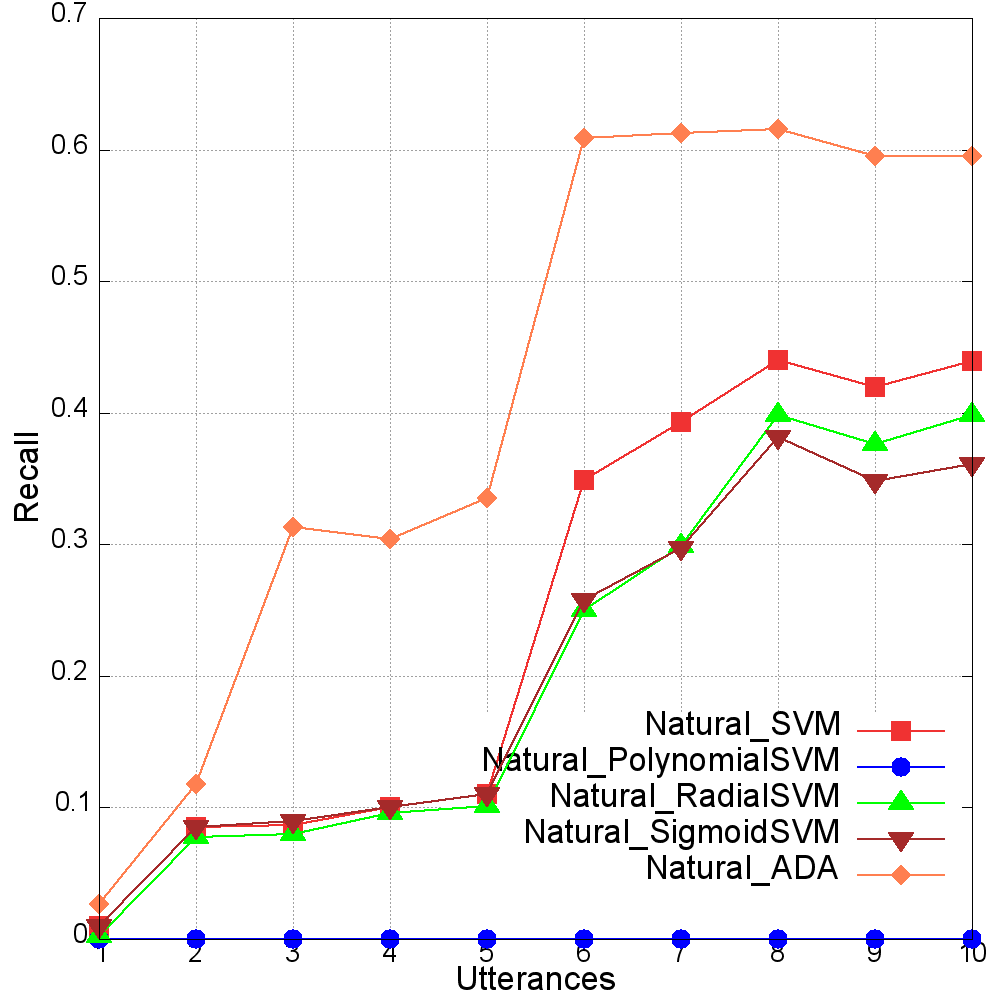 0.7
0.6
0.5
0.4
0.3
0.2
0.1
0
Recall
Natural_SVM
Natural_PolynomialSVM
Natural_RadialSVM
Natural_SigmoidSVM
Natural_ADA
1 2 3 4 5 6 7 8 9 10
Utterances